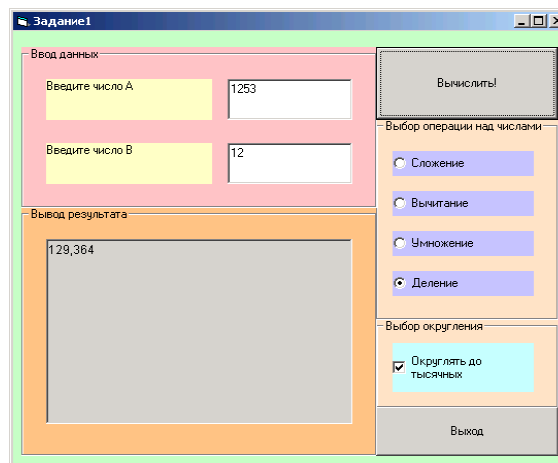 Задание1
Ввод данных
Введите число A
1253
Введите число B
12
Вычислить!
Выбор операции над числами
Сложение
Вычитание
Умножение
Деление
Вывод результата
129,364
Выбор округления
Округлять до
тысячных
Выход